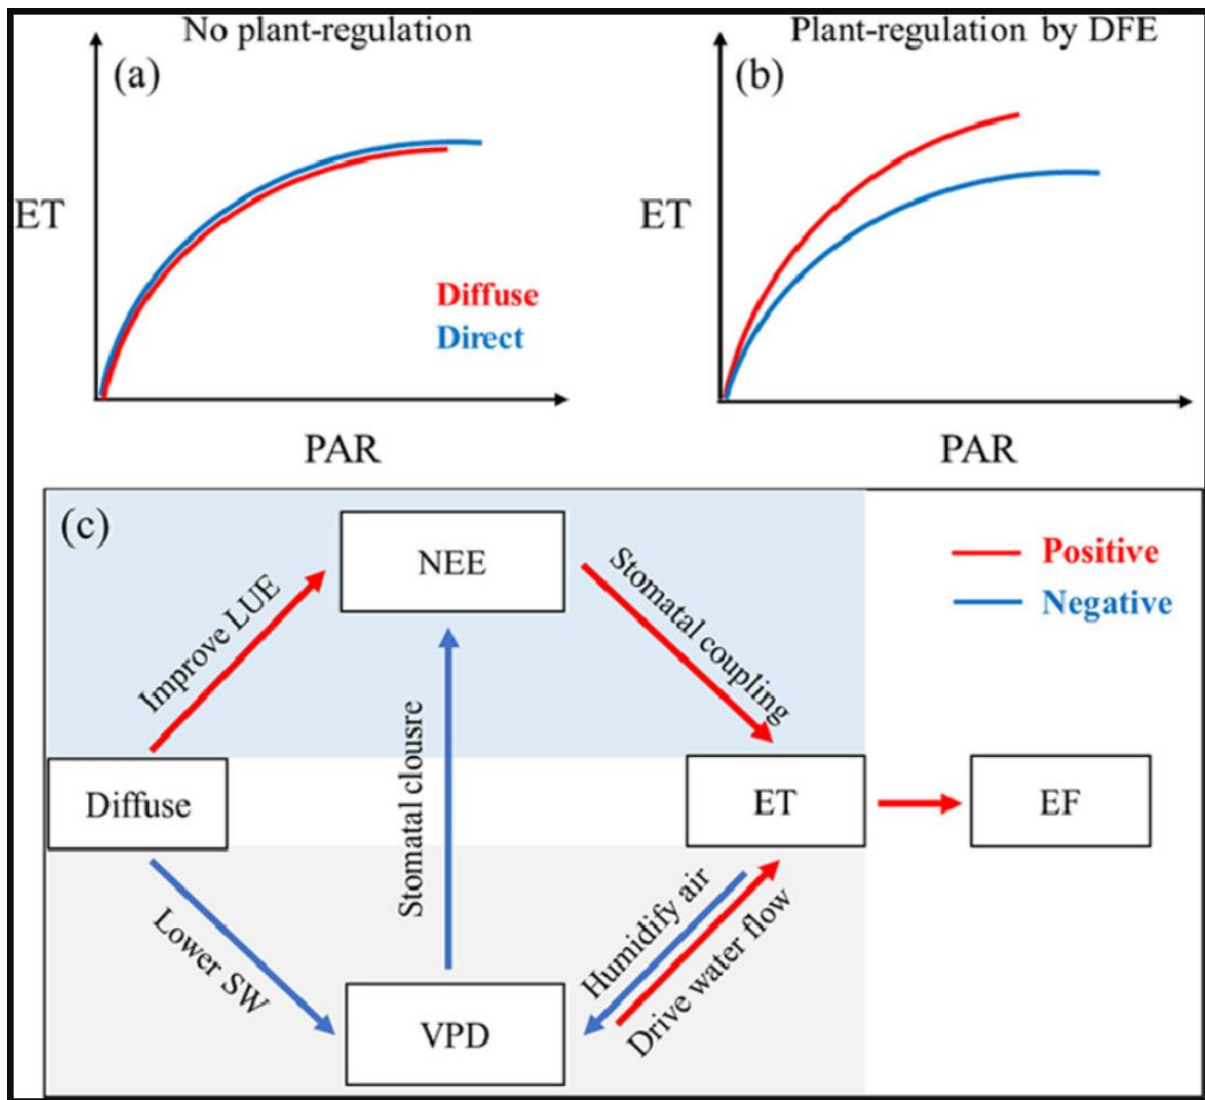 No plant-regulation
(a)
ET
Diffuse
Direct
PAR
Plant-regulation by DFE
(b)
ET
PAR
(c)
NEE
Positive
Negative
Improve LUE
Stomatal coupling
Stomatal clousre
Diffuse
ET
EF
Lower SW
Humidify air
Drive water flow
VPD